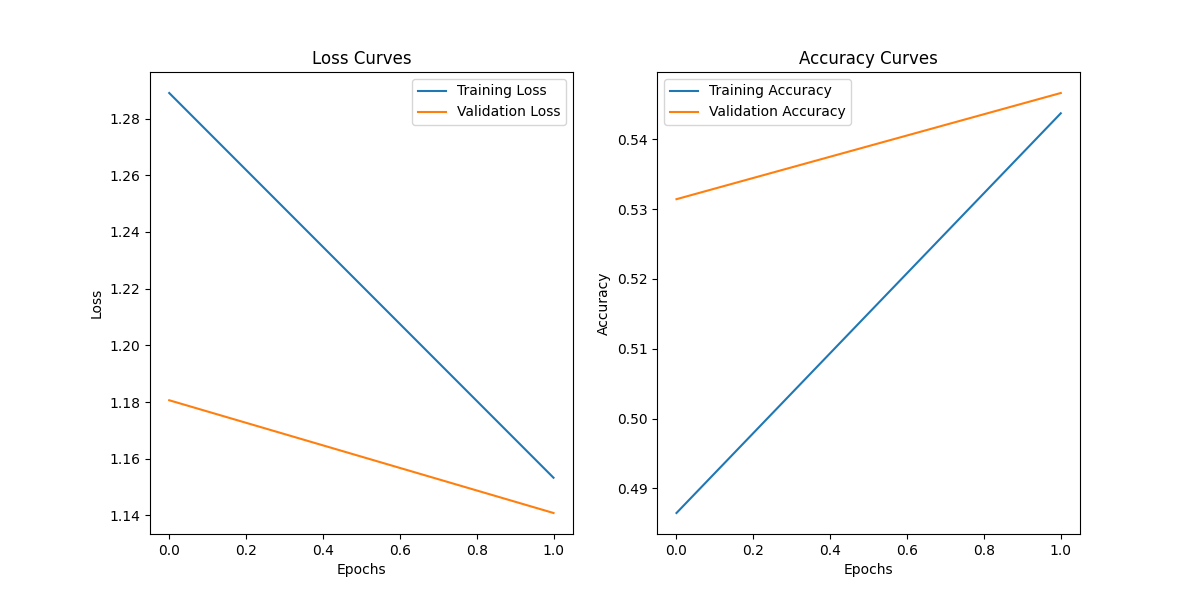 Loss Curves
Training Loss
Validation Loss
1.28
1.26
1.24
1.22
1.20
1.18
1.16
1.14
Loss
0.0 0.2 0.4 0.6 0.8 1.0
Epochs
Accuracy Curves
Training Accuracy
Validation Accuracy
0.54
0.53
0.52
0.51
0.50
0.49
Accuracy
0.0 0.2 0.4 0.6 0.8 1.0
Epochs